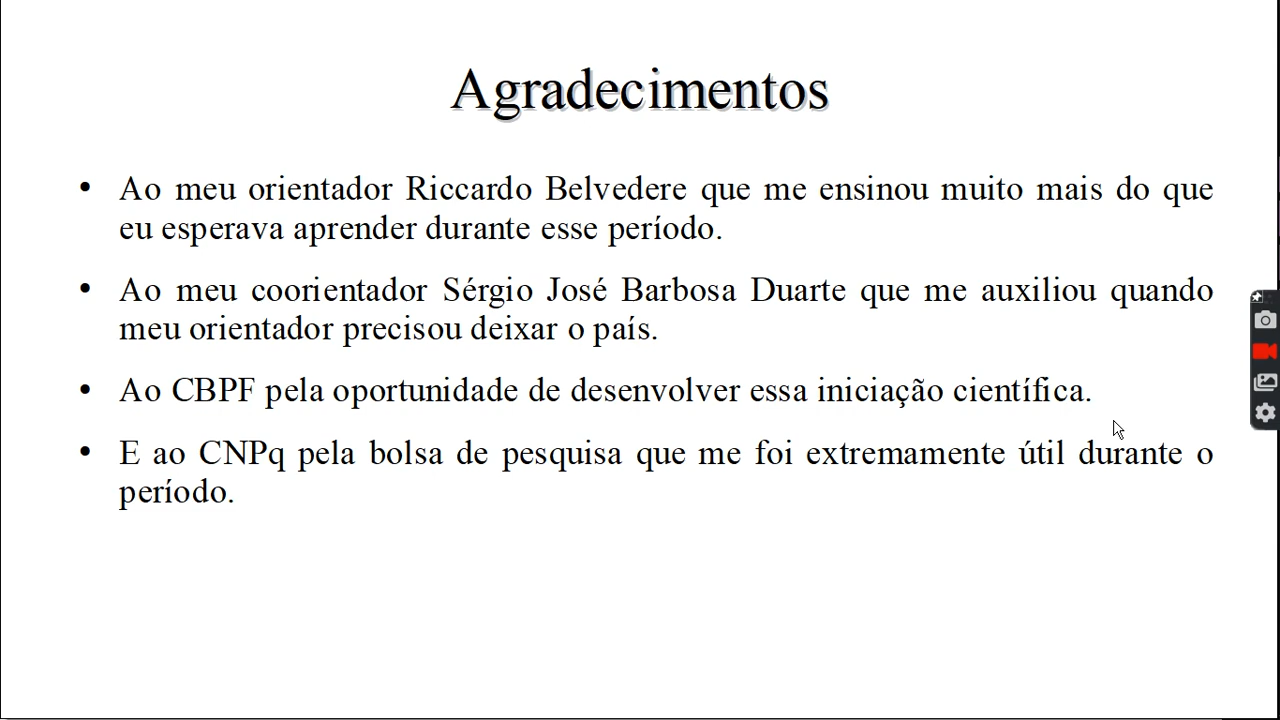 Agradecimentos
• Ao meu orientador Riccardo Belvedere que me ensinou muito mais do que
eu esperava aprender durante esse período.
• Ao meu coorientador Sérgio José Barbosa Duarte que me auxiliou quando
meu orientador precisou deixar o país.
• Ao CBPF pela oportunidade de desenvolver essa iniciação científica.
• E ao CNPq pela bolsa de pesquisa que me foi extremamente útil durante o
período.